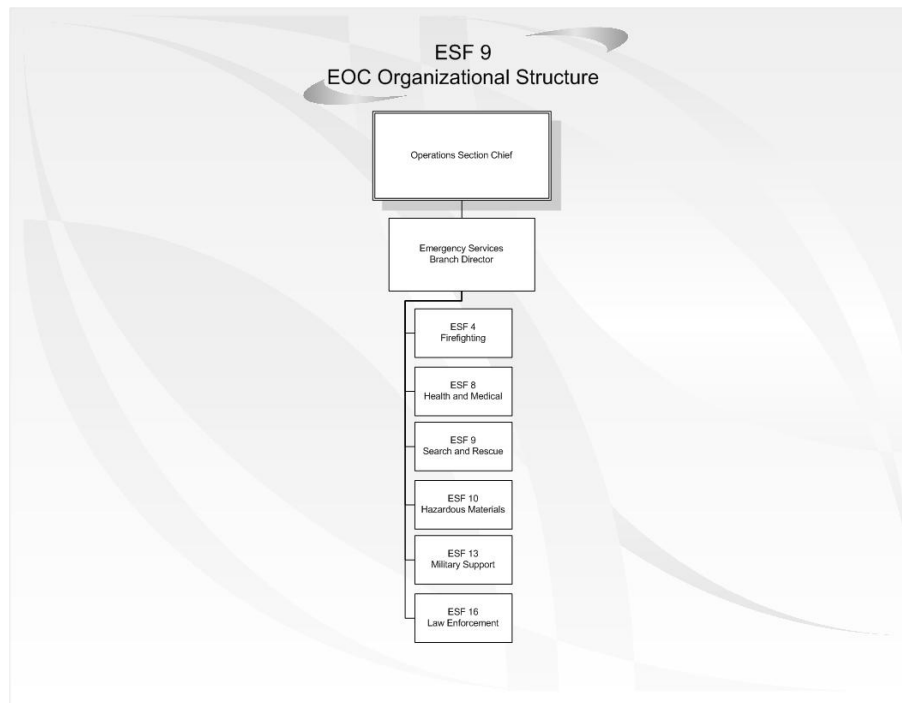 ESF 9
EOC Organizational Structure
Operations Section Chief
Emergency Services
Branch Director
ESF 4
Firefighting
ESF 8
Health and Medical
ESF 9
Search and Rescue
ESF 10
Hazardous Materials
ESF 13
Military Support
ESF 16
Law Enforcement